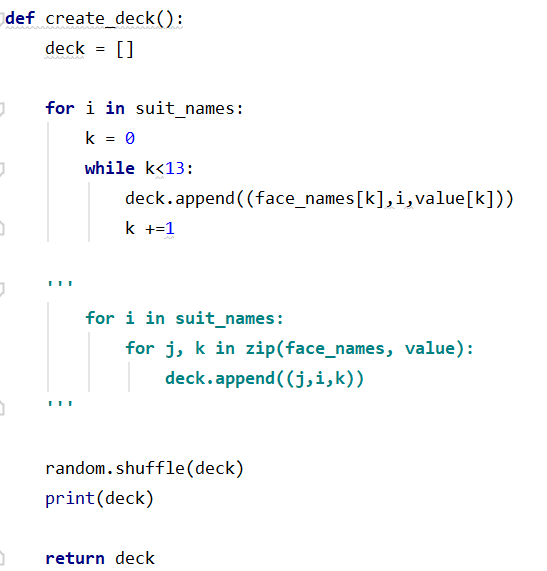 def create_deck():
    deck = []

    for i in suit_names:
        k = 0
        while k<13:
            deck.append((face_names[k],i,value[k]))
            k +=1

    '''
        for i in suit_names:
            for j, k in zip(face_names, value):
                deck.append((j,i,k))
    '''

    random.shuffle(deck)
    print(deck)

    return deck